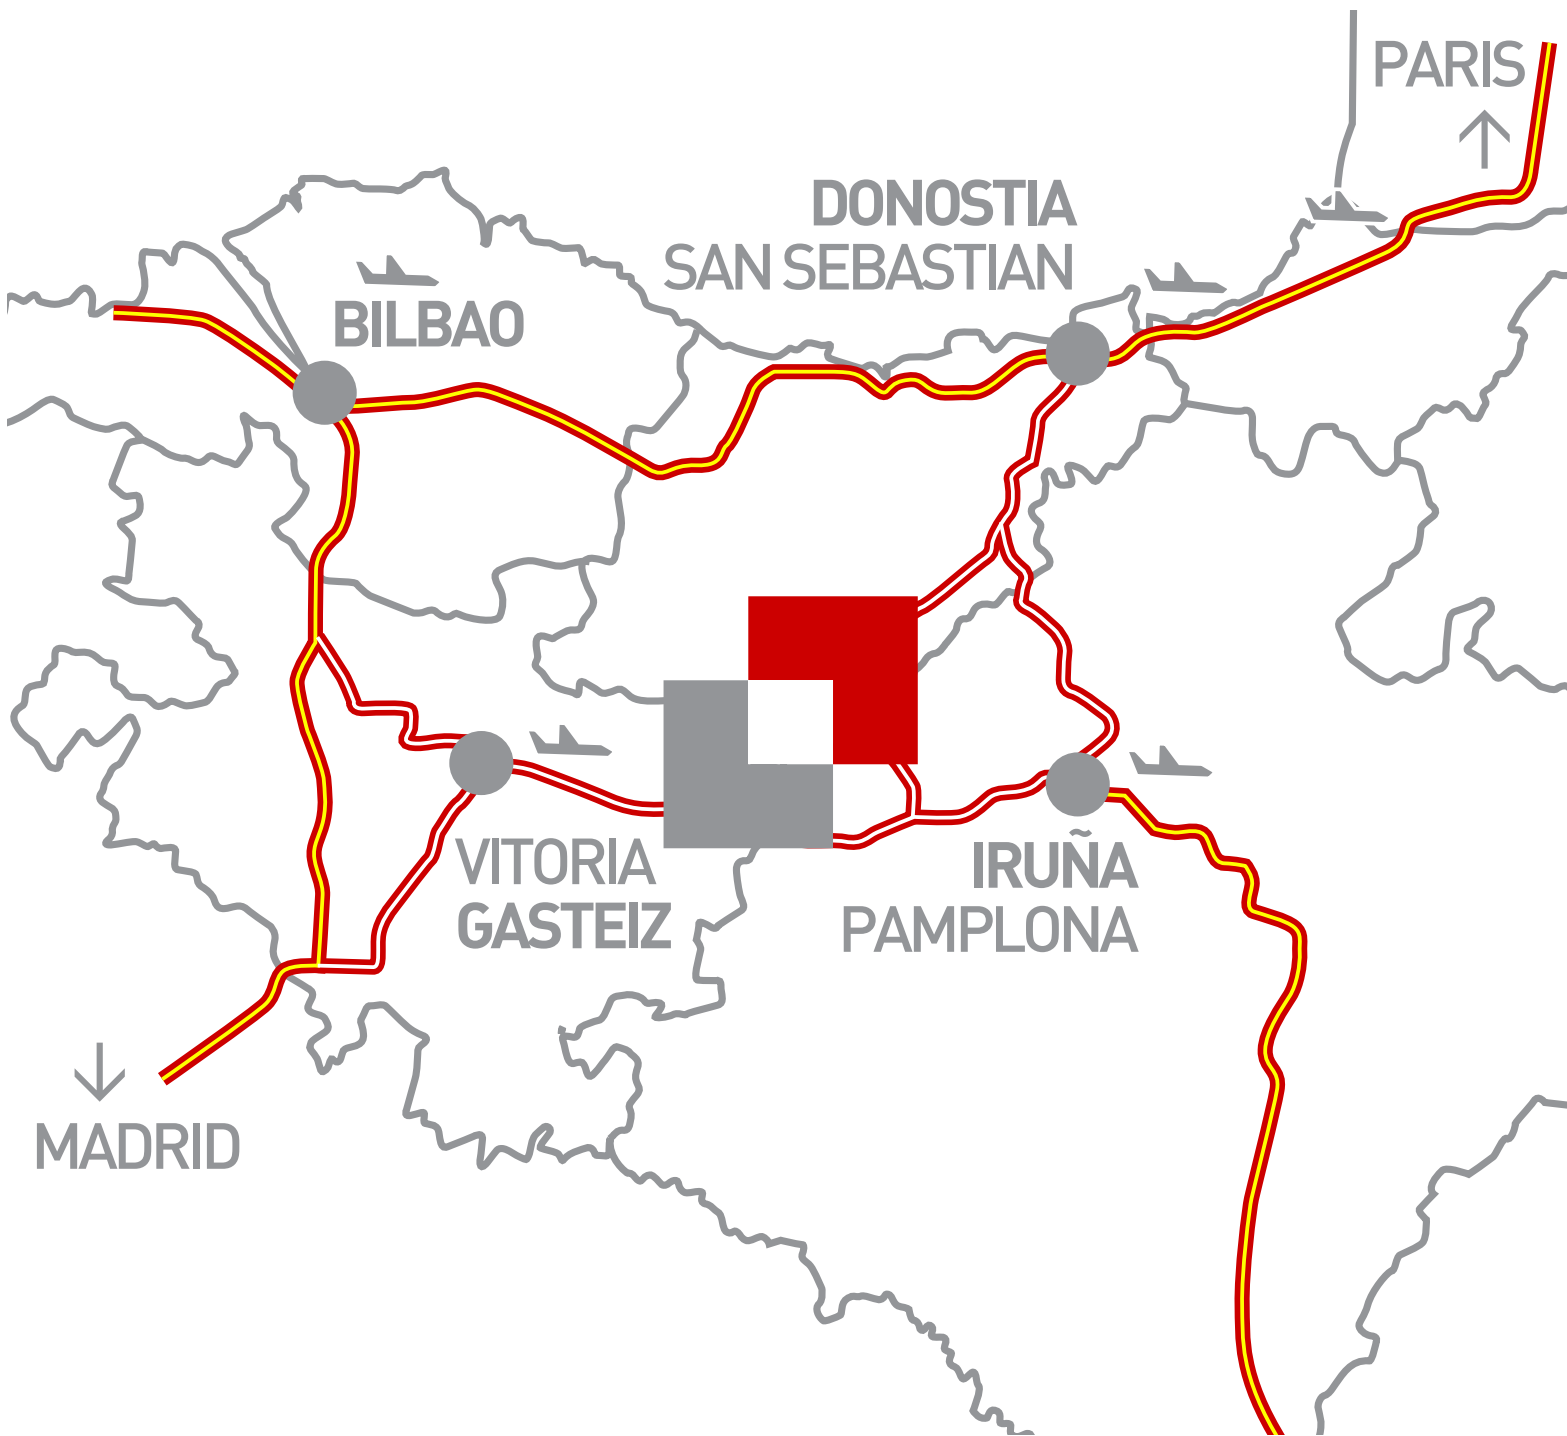 PARIS
DONOSTIA
SAN SEBASTIAN
BILBAO
VITORIA
GASTEIZ
IRUÑA
PAMPLONA
MADRID